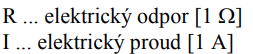 R ... elektrický odpor [1 Ω]
I ... elektrický proud [1 A]